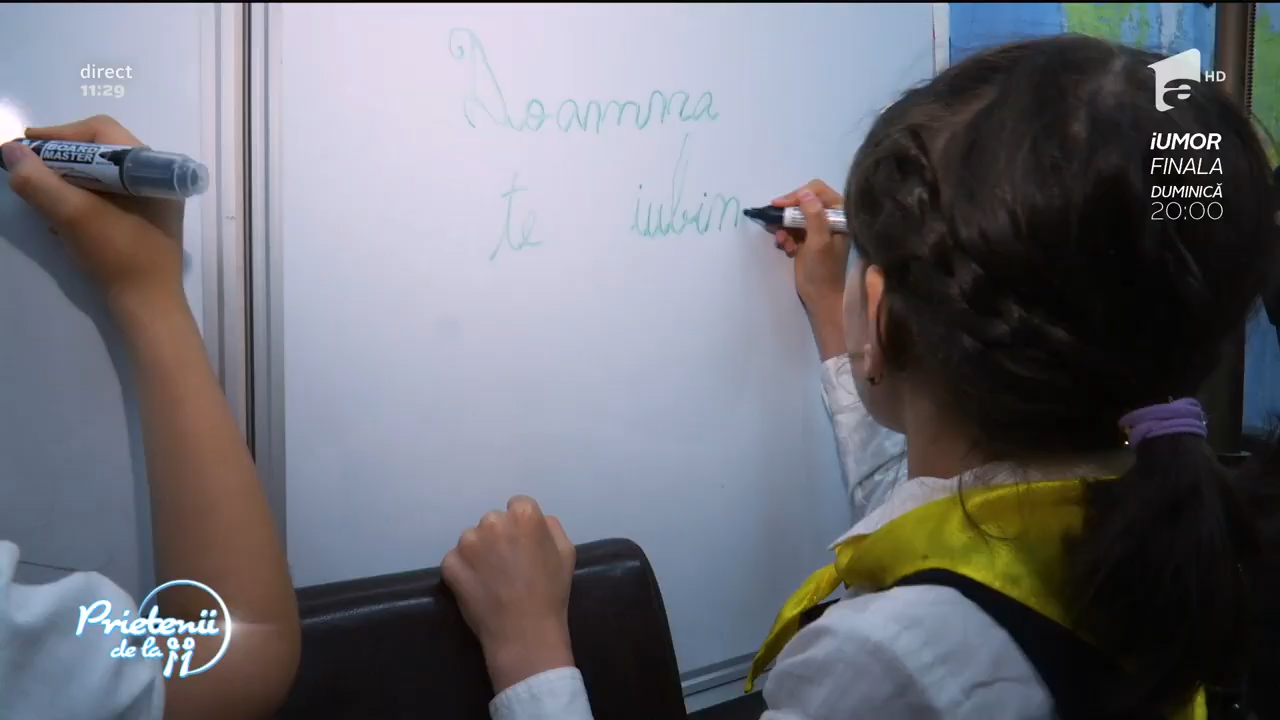 direct
11:29
HD
iUMOR
FINALA
DUMINICĂ
20:00
BOARD
MASTER
Doamna
te iubim
Prietenii
de la 11